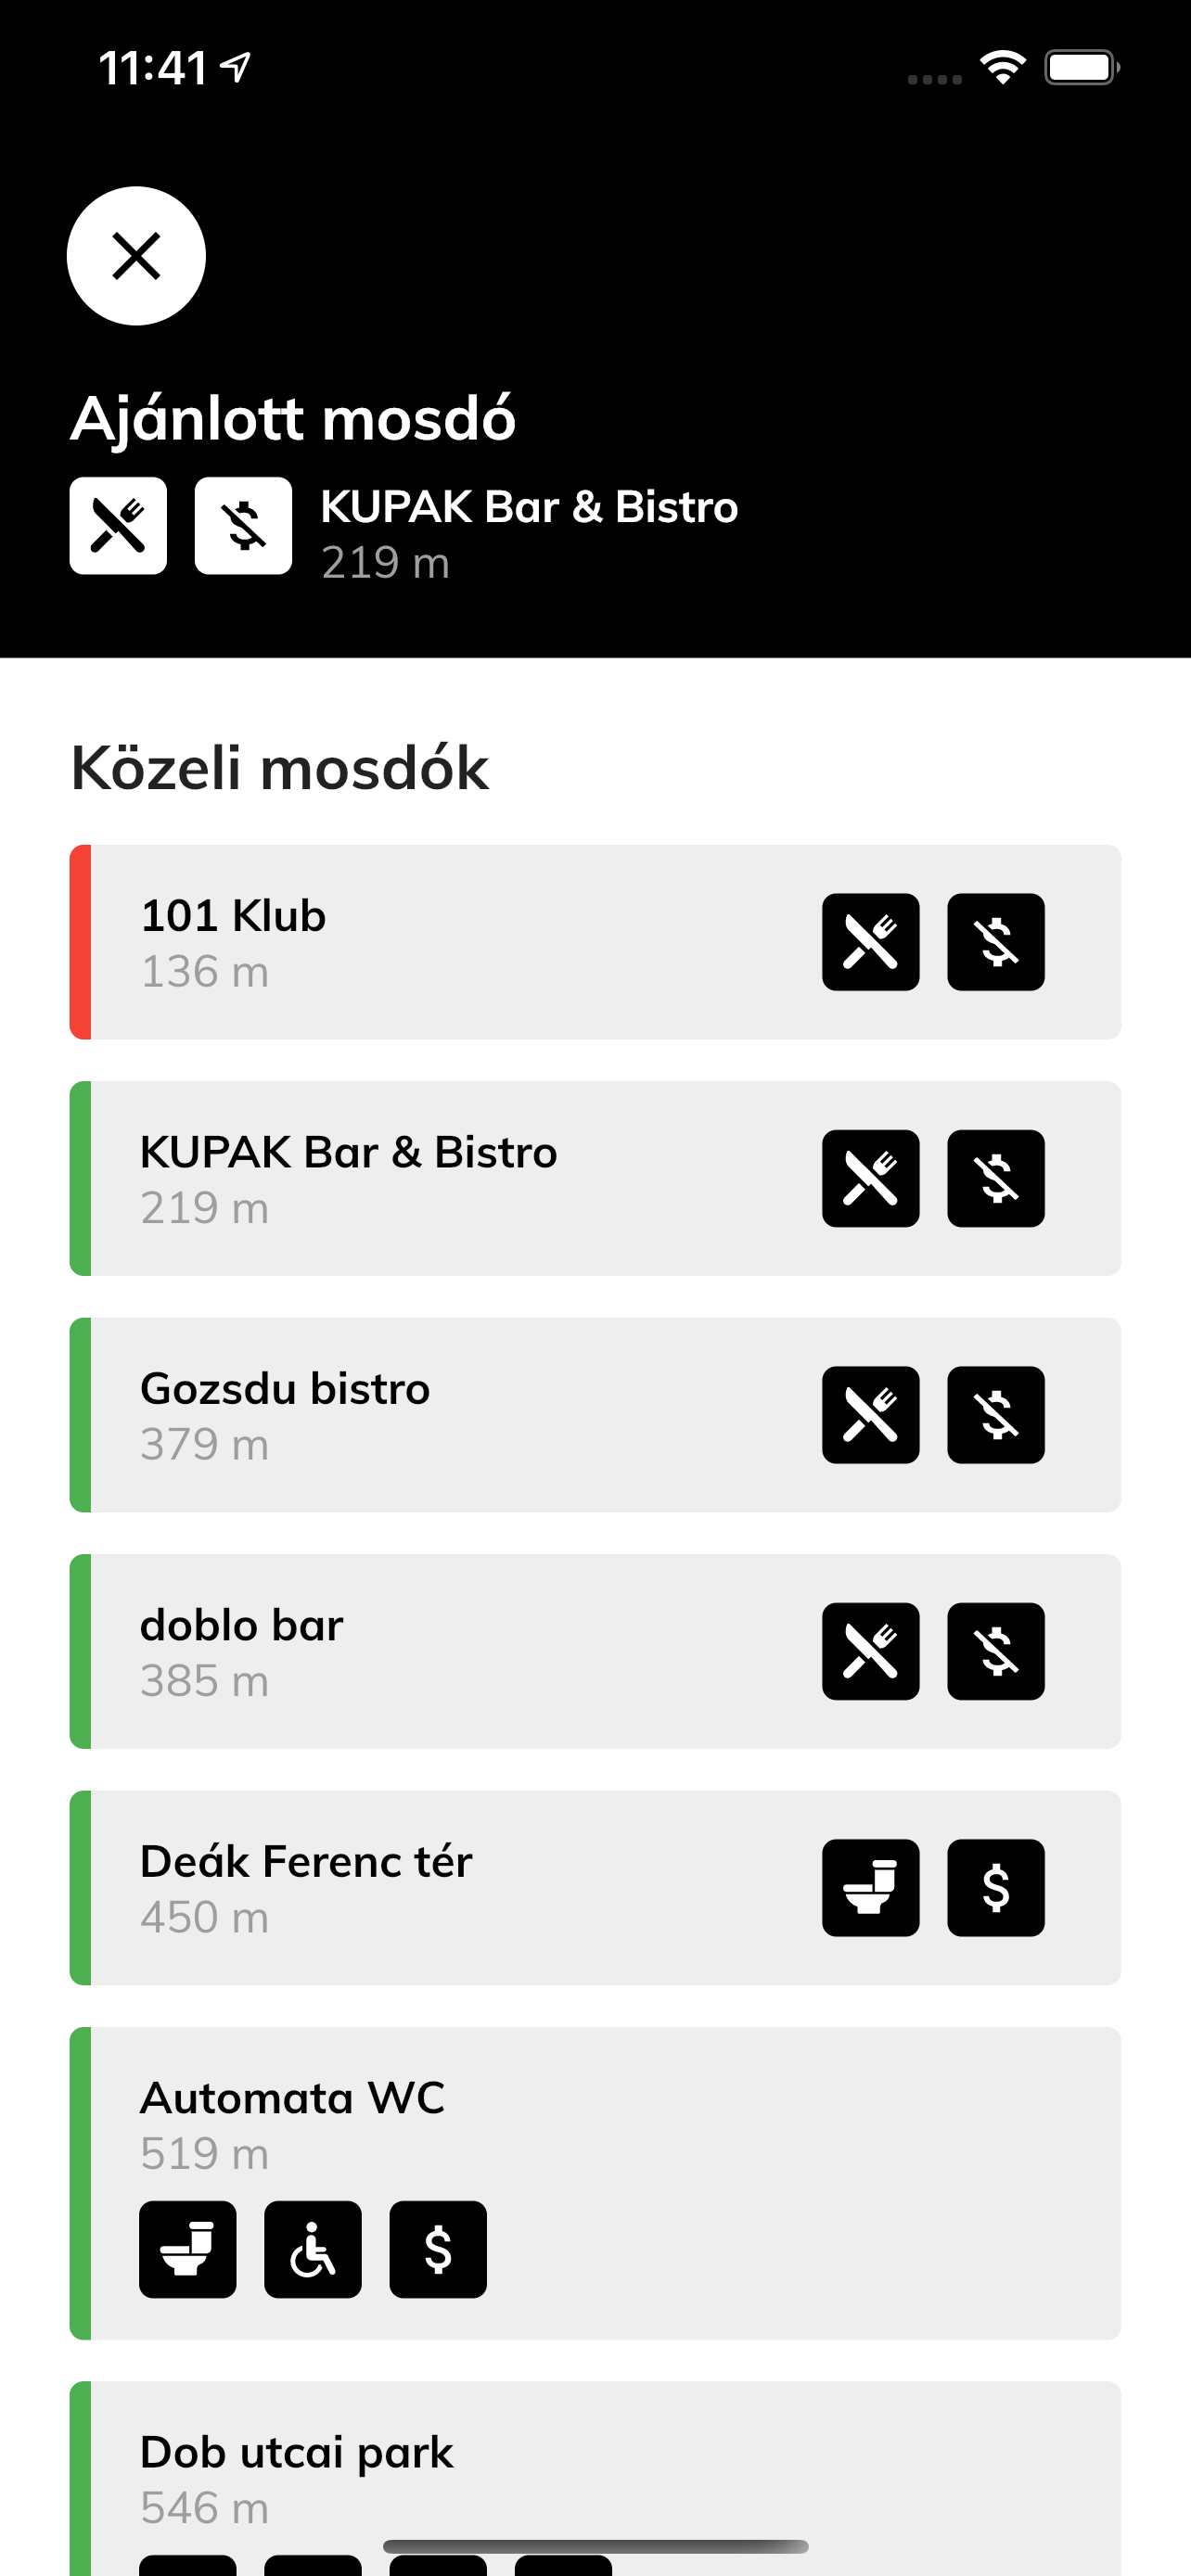 11:41
Ajánlott mosdó
KUPAK Bar & Bistro
219 m
Közeli mosdók
101 Klub
136 m
KUPAK Bar & Bistro
219 m
Gozsdu bistro
379 m
doblo bar
385 m
Deák Ferenc tér
450 m
Automata WC
519 m
Dob utcai park
546 m